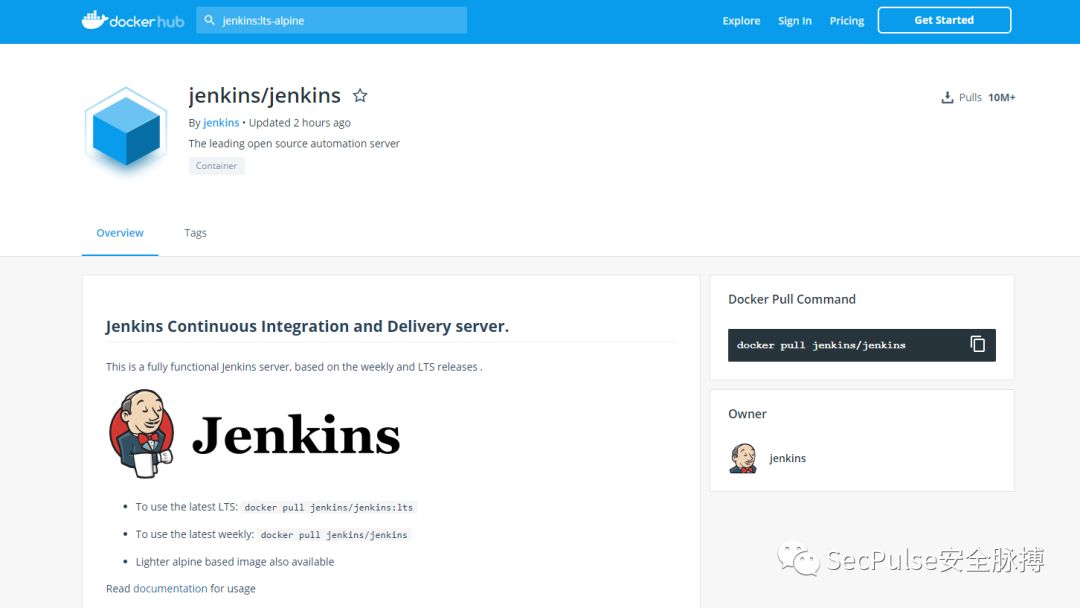 docker hub
jenkins:lts-alpine
Explore
Sign In
Pricing
Get Started
jenkins/jenkins
Pulls 10M+
By jenkins • Updated 2 hours ago
The leading open source automation server
Container
Overview
Tags
Jenkins Continuous Integration and Delivery server.
This is a fully functional Jenkins server, based on the weekly and LTS releases .
Jenkins
• To use the latest LTS: docker pull jenkins/jenkins:lts
• To use the latest weekly: docker pull jenkins/jenkins
• Lighter alpine based image also available
Read documentation for usage
Docker Pull Command
docker pull jenkins/jenkins
Owner
jenkins
SecPulse安全脉搏